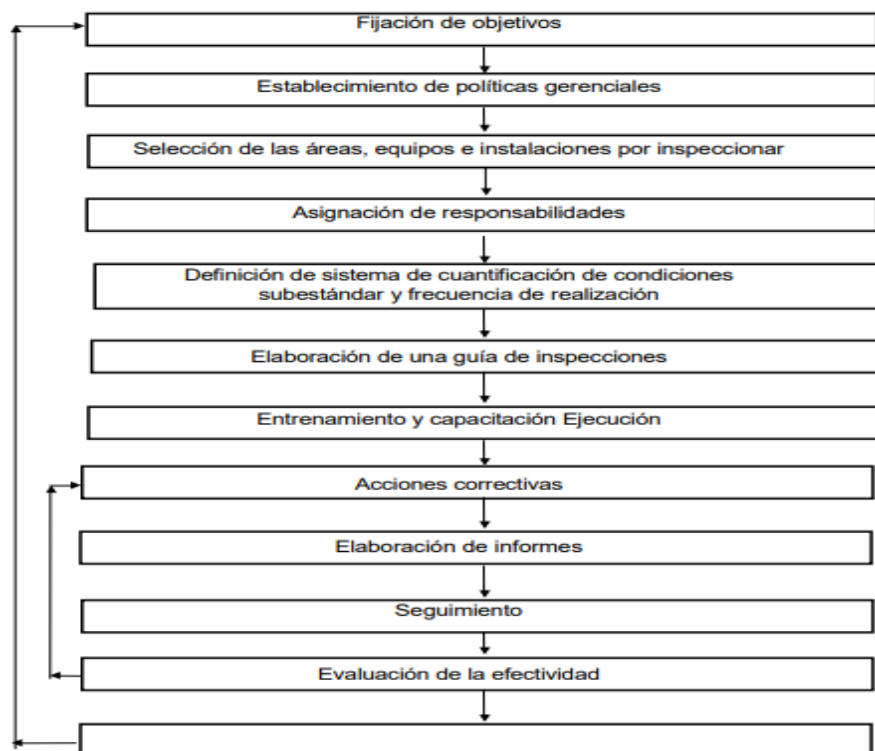 Fijación de objetivos
Establecimiento de políticas gerenciales
Selección de las áreas, equipos e instalaciones por inspeccionar
Asignación de responsabilidades
Definición de sistema de cuantificación de condiciones
subestándar y frecuencia de realización
Elaboración de una guía de inspecciones
Entrenamiento y capacitación Ejecución
Acciones correctivas
Elaboración de informes
Seguimiento
Evaluación de la efectividad